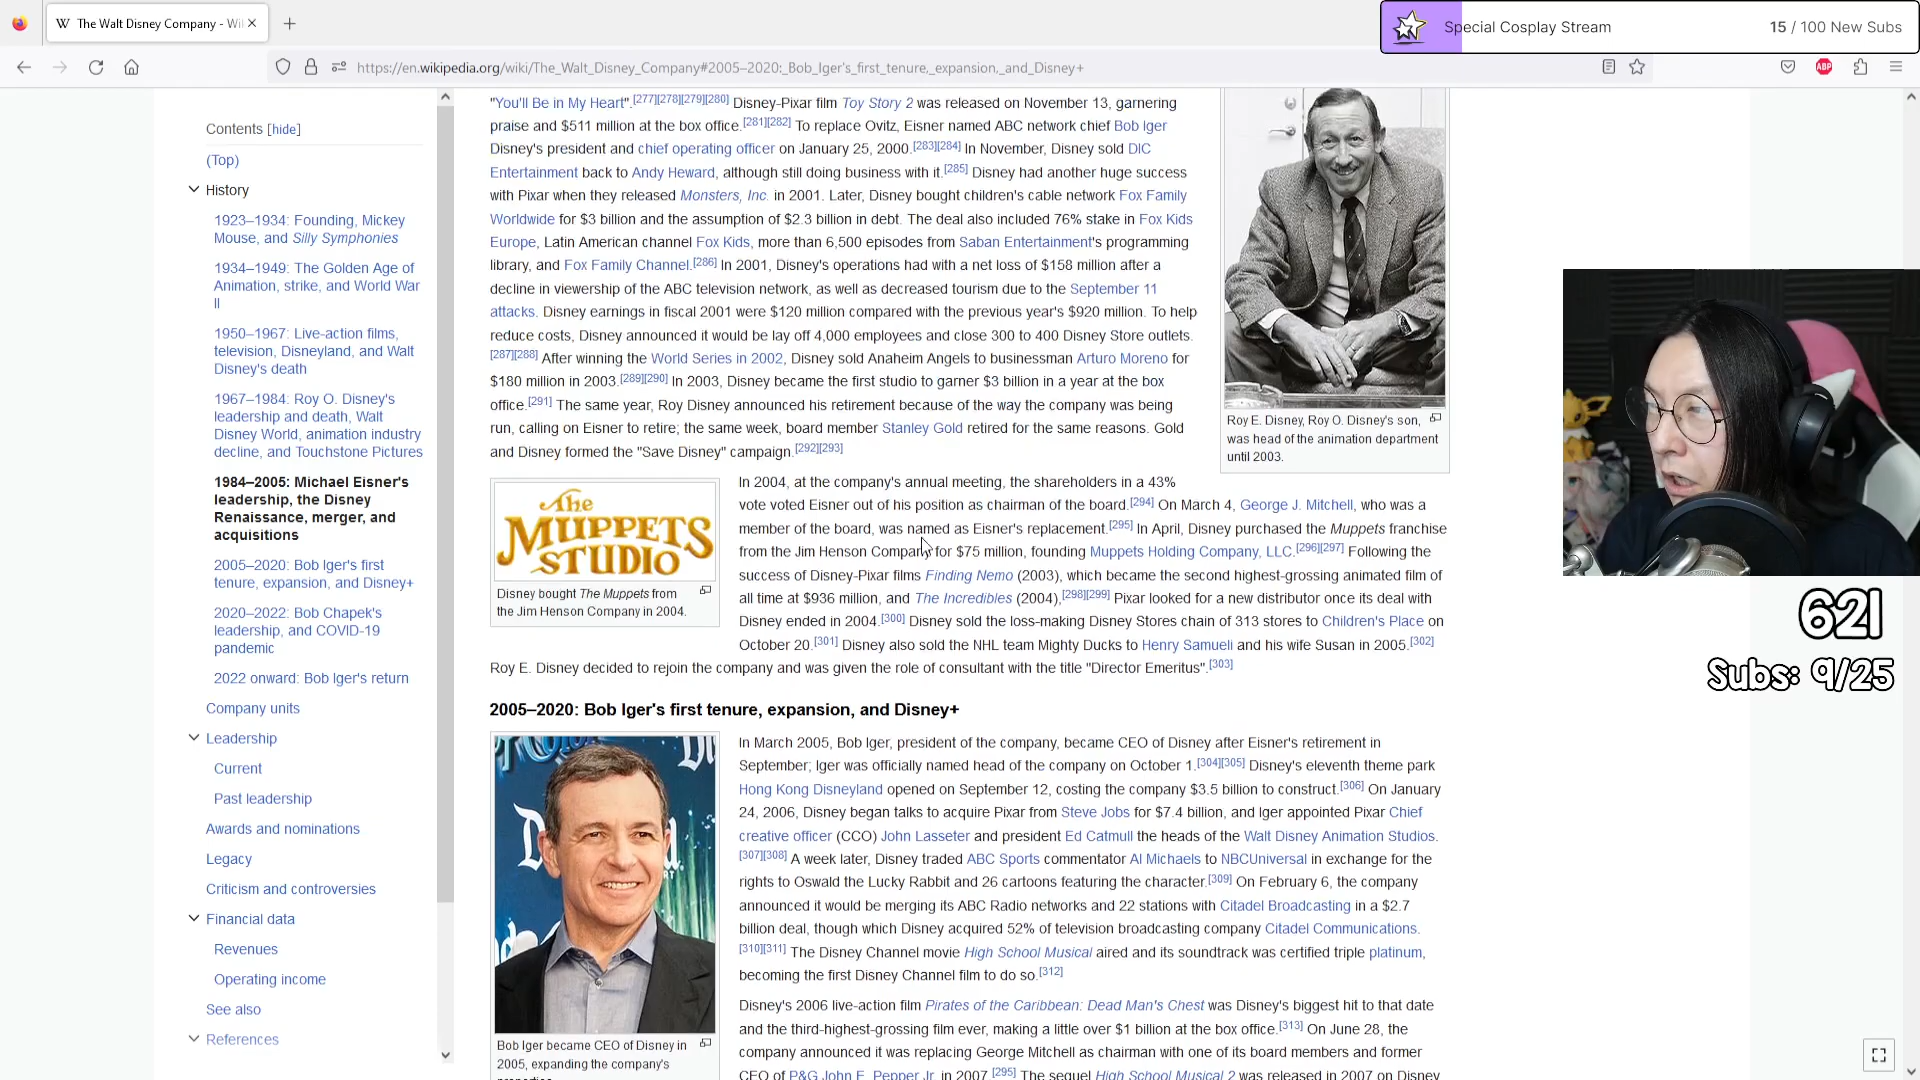 The Walt Disney Company - Wi
Special Cosplay Stream
15 / 100 New Subs
https://en.wikipedia.org/wiki/The_Walt_Disney_Company#2005–2020:_Bob_Iger's_first_tenure,_expansion,_and_Disney+
ABP
Contents [hide]
(Top)
History
1923–1934: Founding, Mickey
Mouse, and Silly Symphonies
1934–1949: The Golden Age of
Animation, strike, and World War
II
1950–1967: Live-action films,
television, Disneyland, and Walt
Disney's death
1967–1984: Roy O. Disney's
leadership and death, Walt
Disney World, animation industry
decline, and Touchstone Pictures
1984–2005: Michael Eisner's
leadership, the Disney
Renaissance, merger, and
acquisitions
2005–2020: Bob Iger's first
tenure, expansion, and Disney+
2020–2022: Bob Chapek's
leadership, and COVID-19
pandemic
2022 onward: Bob Iger's return
Company units
Leadership
Current
Past leadership
Awards and nominations
Legacy
Criticism and controversies
Financial data
Revenues
Operating income
See also
References
"You'll Be in My Heart".[277][278][279][280] Disney-Pixar film Toy Story 2 was released on November 13, garnering
praise and $511 million at the box office.[281][282] To replace Ovitz, Eisner named ABC network chief Bob Iger
Disney's president and chief operating officer on January 25, 2000.[283][284] In November, Disney sold DIC
Entertainment back to Andy Heward, although still doing business with it.[285] Disney had another huge success
with Pixar when they released Monsters, Inc. in 2001. Later, Disney bought children's cable network Fox Family
Worldwide for $3 billion and the assumption of $2.3 billion in debt. The deal also included 76% stake in Fox Kids
Europe, Latin American channel Fox Kids, more than 6,500 episodes from Saban Entertainment's programming
library, and Fox Family Channel.[286] In 2001, Disney's operations had with a net loss of $158 million after a
decline in viewership of the ABC television network, as well as decreased tourism due to the September 11
attacks. Disney earnings in fiscal 2001 were $120 million compared with the previous year's $920 million. To help
reduce costs, Disney announced it would be lay off 4,000 employees and close 300 to 400 Disney Store outlets.
[287][288] After winning the World Series in 2002, Disney sold Anaheim Angels to businessman Arturo Moreno for
$180 million in 2003.[289][290] In 2003, Disney became the first studio to garner $3 billion in a year at the box
office.[291] The same year, Roy Disney announced his retirement because of the way the company was being
run, calling on Eisner to retire; the same week, board member Stanley Gold retired for the same reasons. Gold
and Disney formed the "Save Disney" campaign.[292][293]
Roy E. Disney, Roy O. Disney's son,
was head of the animation department
until 2003.
The
MUPPETS
STUDIO
Disney bought The Muppets from
the Jim Henson Company in 2004.
In 2004, at the company's annual meeting, the shareholders in a 43%
vote voted Eisner out of his position as chairman of the board.[294] On March 4, George J. Mitchell, who was a
member of the board, was named as Eisner's replacement.[295] In April, Disney purchased the Muppets franchise
from the Jim Henson Company for $75 million, founding Muppets Holding Company, LLC.[296][297] Following the
success of Disney-Pixar films Finding Nemo (2003), which became the second highest-grossing animated film of
all time at $936 million, and The Incredibles (2004),[298][299] Pixar looked for a new distributor once its deal with
Disney ended in 2004.[300] Disney sold the loss-making Disney Stores chain of 313 stores to Children's Place on
October 20.[301] Disney also sold the NHL team Mighty Ducks to Henry Samueli and his wife Susan in 2005.[302]
Roy E. Disney decided to rejoin the company and was given the role of consultant with the title "Director Emeritus".[303]
2005–2020: Bob Iger's first tenure, expansion, and Disney+
Bob Iger became CEO of Disney in
2005, expanding the company's
In March 2005, Bob Iger, president of the company, became CEO of Disney after Eisner's retirement in
September; Iger was officially named head of the company on October 1.[304][305] Disney's eleventh theme park
Hong Kong Disneyland opened on September 12, costing the company $3.5 billion to construct.[306] On January
24, 2006, Disney began talks to acquire Pixar from Steve Jobs for $7.4 billion, and Iger appointed Pixar Chief
creative officer (CCO) John Lasseter and president Ed Catmull the heads of the Walt Disney Animation Studios.
[307][308] A week later, Disney traded ABC Sports commentator Al Michaels to NBCUniversal in exchange for the
rights to Oswald the Lucky Rabbit and 26 cartoons featuring the character.[309] On February 6, the company
announced it would be merging its ABC Radio networks and 22 stations with Citadel Broadcasting in a $2.7
billion deal, though which Disney acquired 52% of television broadcasting company Citadel Communications.
[310][311] The Disney Channel movie High School Musical aired and its soundtrack was certified triple platinum,
becoming the first Disney Channel film to do so.[312]
Disney's 2006 live-action film Pirates of the Caribbean: Dead Man's Chest was Disney's biggest hit to that date
and the third-highest-grossing film ever, making a little over $1 billion at the box office.[313] On June 28, the
company announced it was replacing George Mitchell as chairman with one of its board members and former
CEO of P&G John E. Pepper Jr. in 2007.[295] The sequel High School Musical 2 was released in 2007 on Disney
621
Subs: 9/25